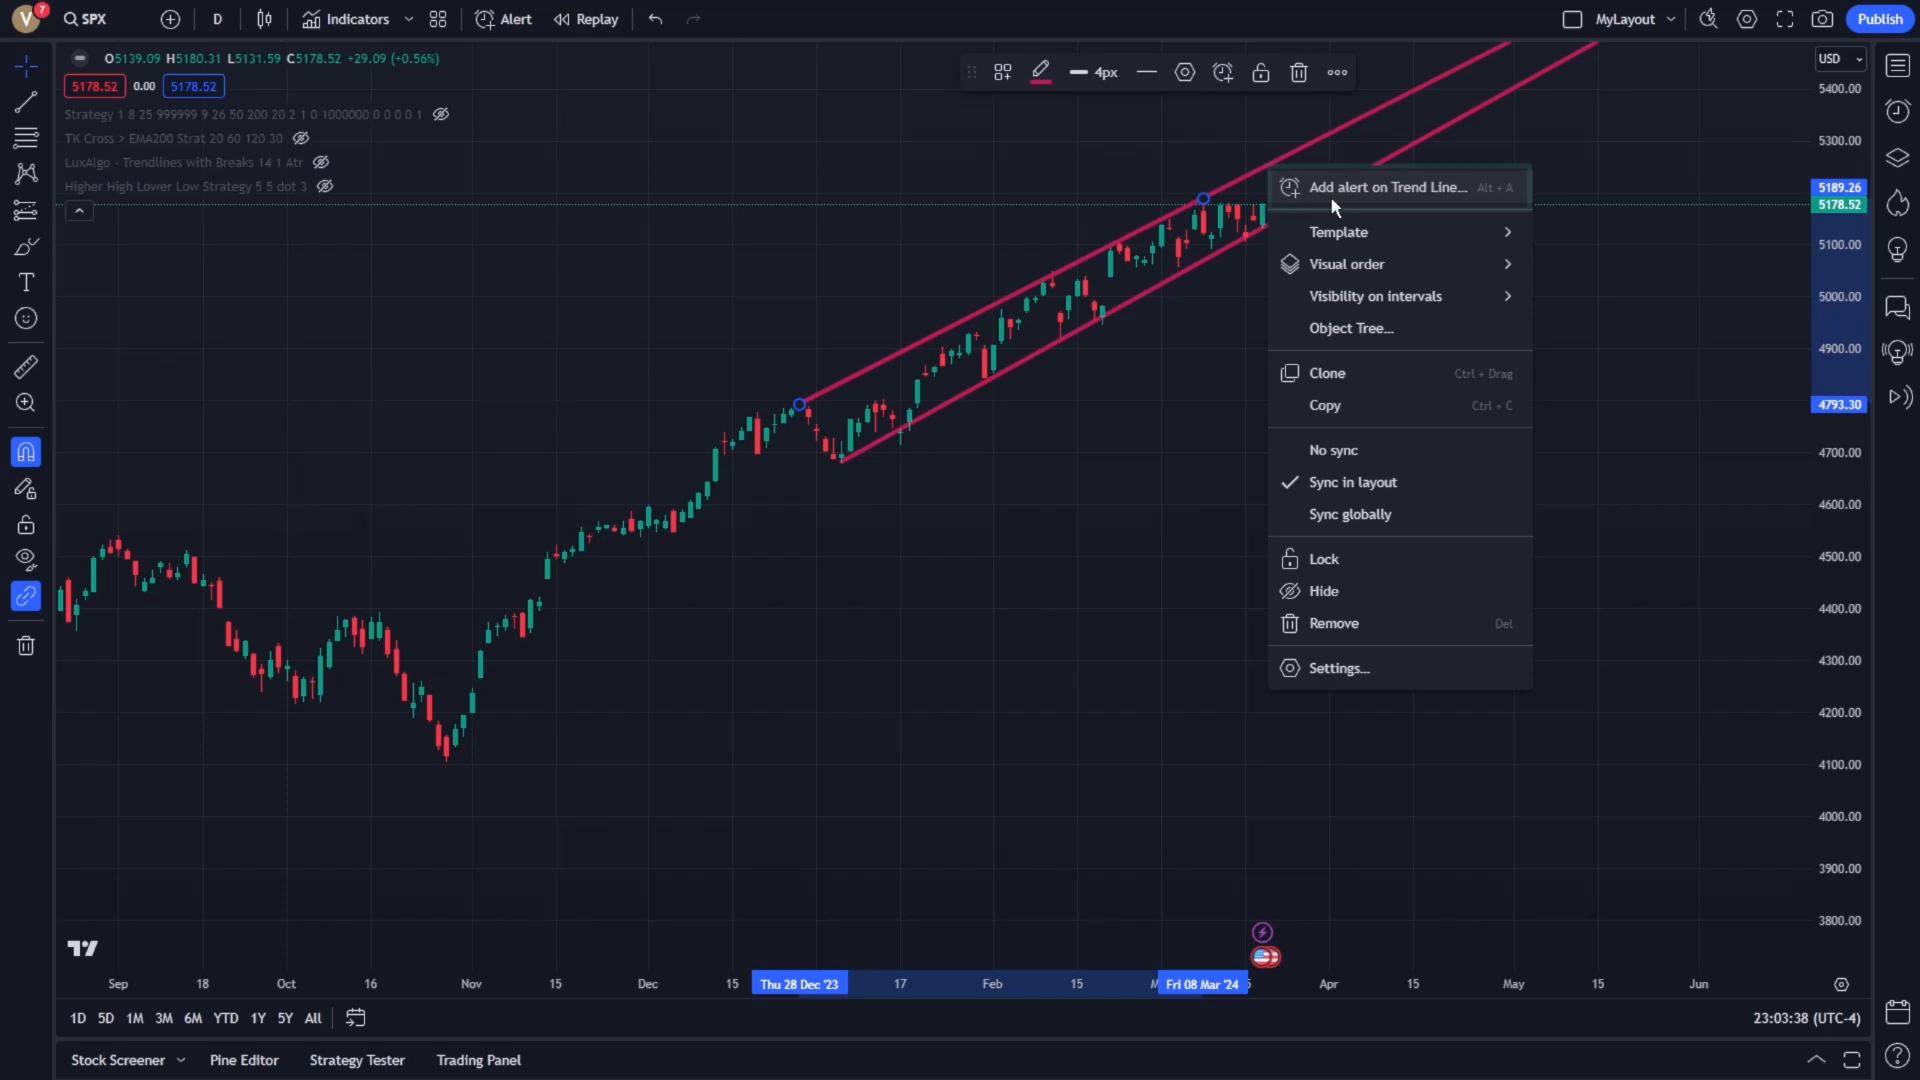 V 7 SPX D Indicators Alert Replay MyLayout Publish
O5139.09 H5180.31 L5131.59 C5178.52 +29.09 (+0.56%)
USD
4px
5178.52 0.00 5178.52
5400.00
Strategy 1 8 25 999999 9 26 50 200 20 2 1 0 1000000 0 0 0 0 1
TK Cross > EMA200 Strat 20 60 120 30
5300.00
LuxAlgo - Trendlines with Breaks 14 1 Atr
Higher High Lower Low Strategy 5 5 dot 3
Add alert on Trend Line... Alt + A
5189.26
5178.52
Template
5100.00
Visual order
Visibility on intervals
5000.00
Object Tree...
4900.00
Clone Ctrl + Drag
Copy Ctrl + C
4793.30
No sync
4700.00
Sync in layout
Sync globally
4600.00
Lock
4500.00
Hide
4400.00
Remove Del
Settings...
4300.00
4200.00
4100.00
4000.00
3900.00
3800.00
Sep 18 Oct 16 Nov 15 Dec 15 Thu 28 Dec '23 17 Feb 15 Fri 08 Mar '24 Apr 15 May 15 Jun
1D 5D 1M 3M 6M YTD 1Y 5Y All
23:03:38 (UTC-4)
Stock Screener Pine Editor Strategy Tester Trading Panel